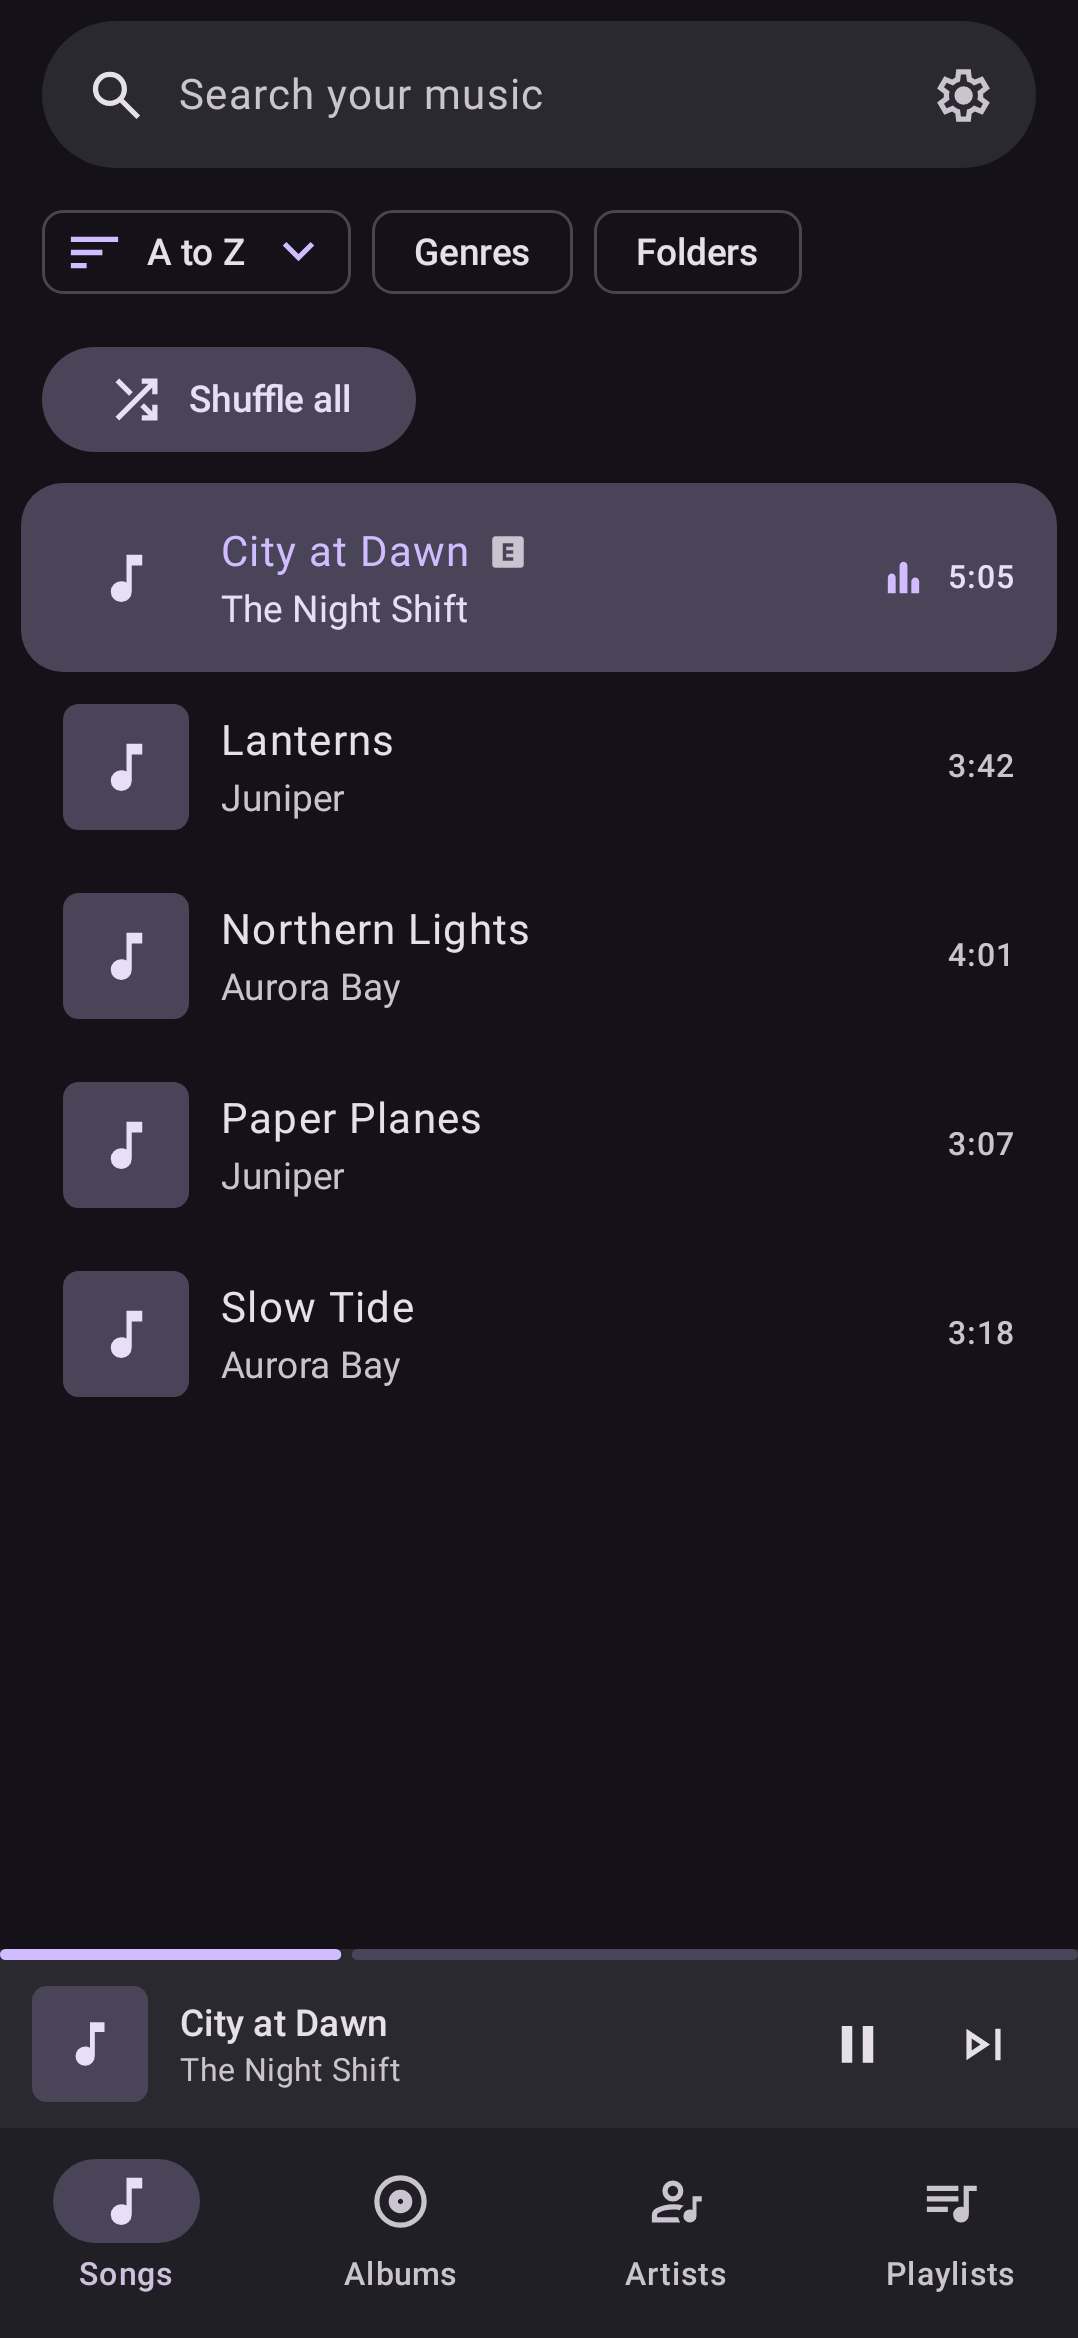 Search your music
A to Z
Genres
Folders
Shuffle all
City at Dawn E
The Night Shift
5:05
Lanterns
Juniper
3:42
Northern Lights
Aurora Bay
4:01
Paper Planes
Juniper
3:07
Slow Tide
Aurora Bay
3:18
City at Dawn
The Night Shift
Songs
Albums
Artists
Playlists